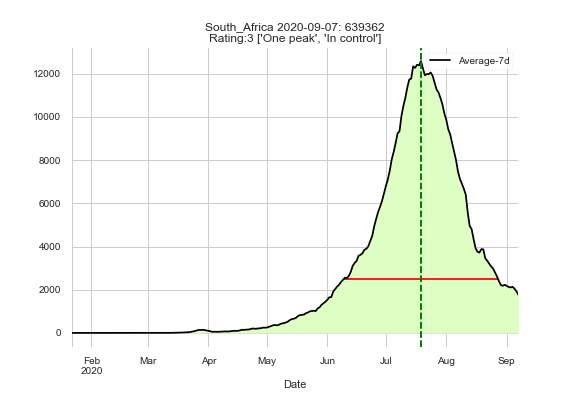 South_Africa 2020-09-07: 639362
Rating:3 ['One peak', 'In control']
Average-7d
12000
10000
8000
6000
4000
2000
0
Feb Mar Apr May Jun Jul Aug Sep
2020
Date